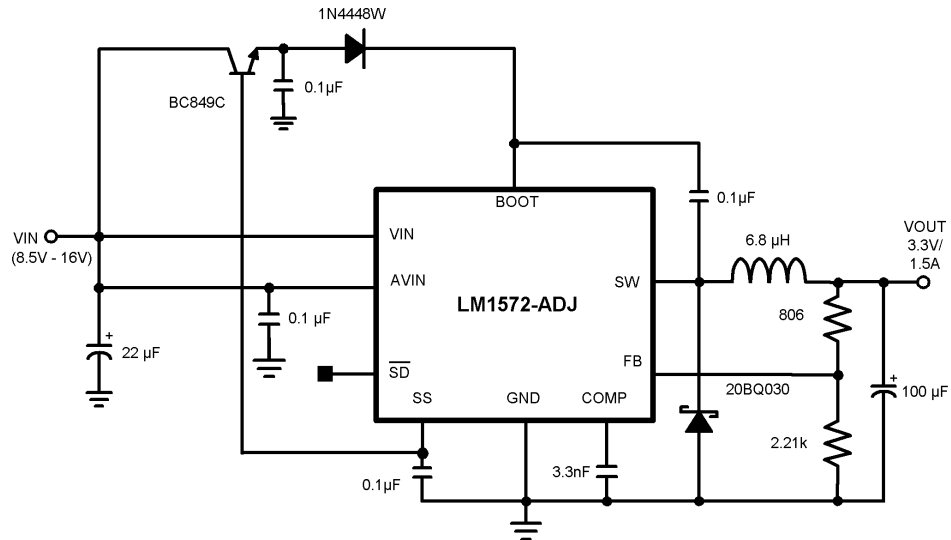 1N4448W
BC849C
0.1µF
BOOT
0.1µF
VIN
(8.5V - 16V)
VIN
AVIN
LM1572-ADJ
SW
6.8 µH
VOUT
3.3V/
1.5A
0.1 µF
22 µF
SD
FB
806
20BQ030
100 µF
SS
GND
COMP
2.21k
0.1µF
3.3nF
+
+